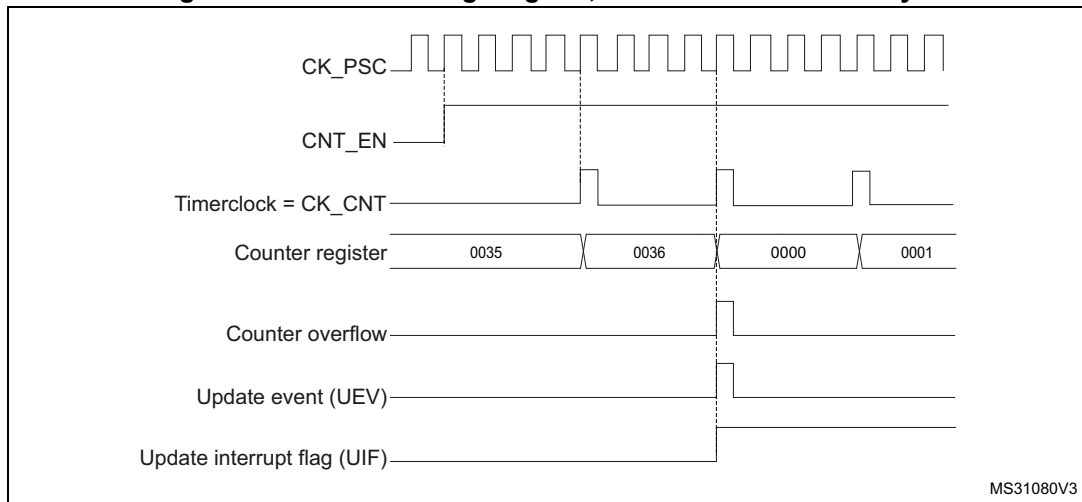 CK_PSC
CNT_EN
Timerclock = CK_CNT
Counter register 0035 0036 0000 0001
Counter overflow
Update event (UEV)
Update interrupt flag (UIF)
MS31080V3